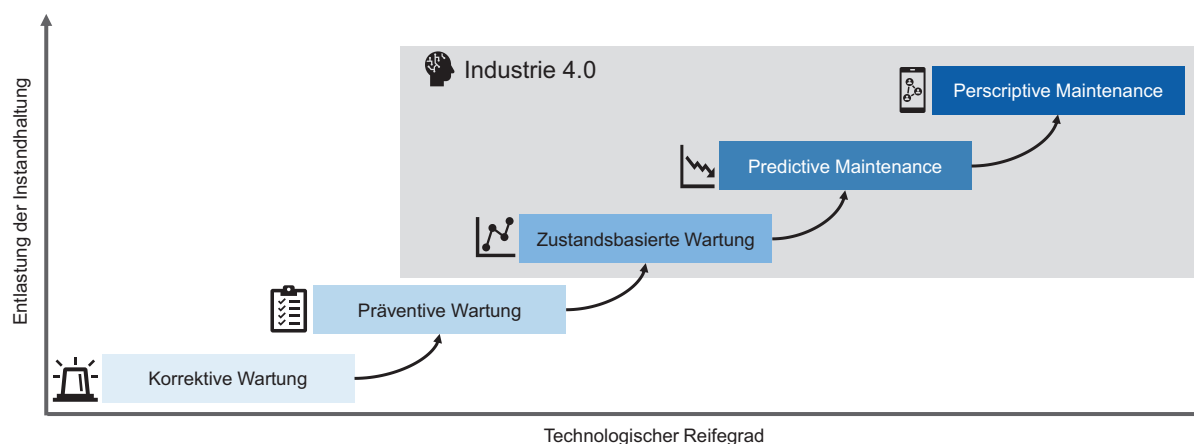 Entlastung der Instandhaltung
Industrie 4.0
Perscriptive Maintenance
Predictive Maintenance
Zustandsbasierte Wartung
Präventive Wartung
Korrektive Wartung
Technologischer Reifegrad